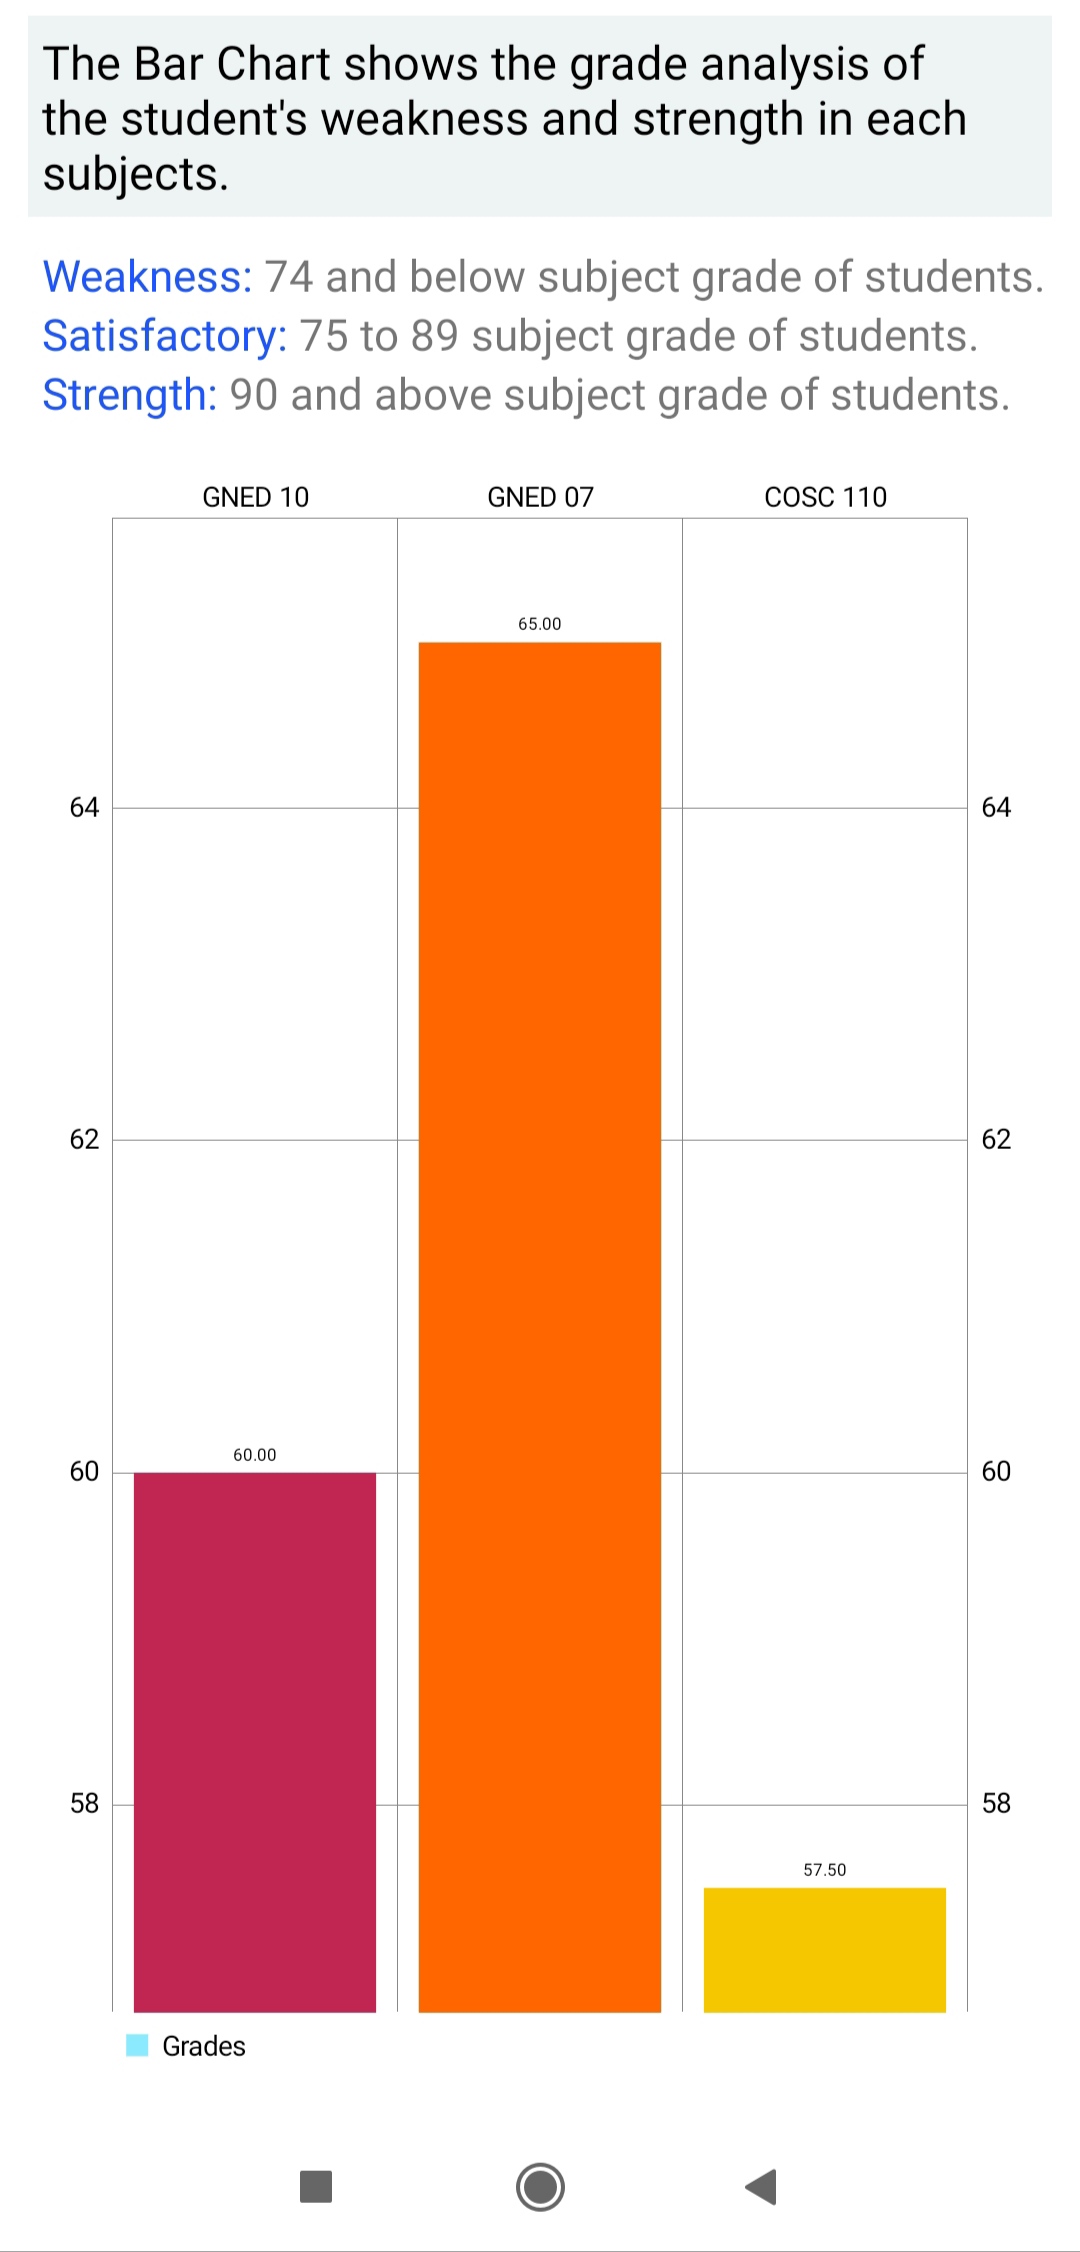 The Bar Chart shows the grade analysis of
the student's weakness and strength in each
subjects.
Weakness: 74 and below subject grade of students.
Satisfactory: 75 to 89 subject grade of students.
Strength: 90 and above subject grade of students.
GNED 10 GNED 07 COSC 110
65.00
64 64
62 62
60.00
60 60
58 58
57.50
Grades